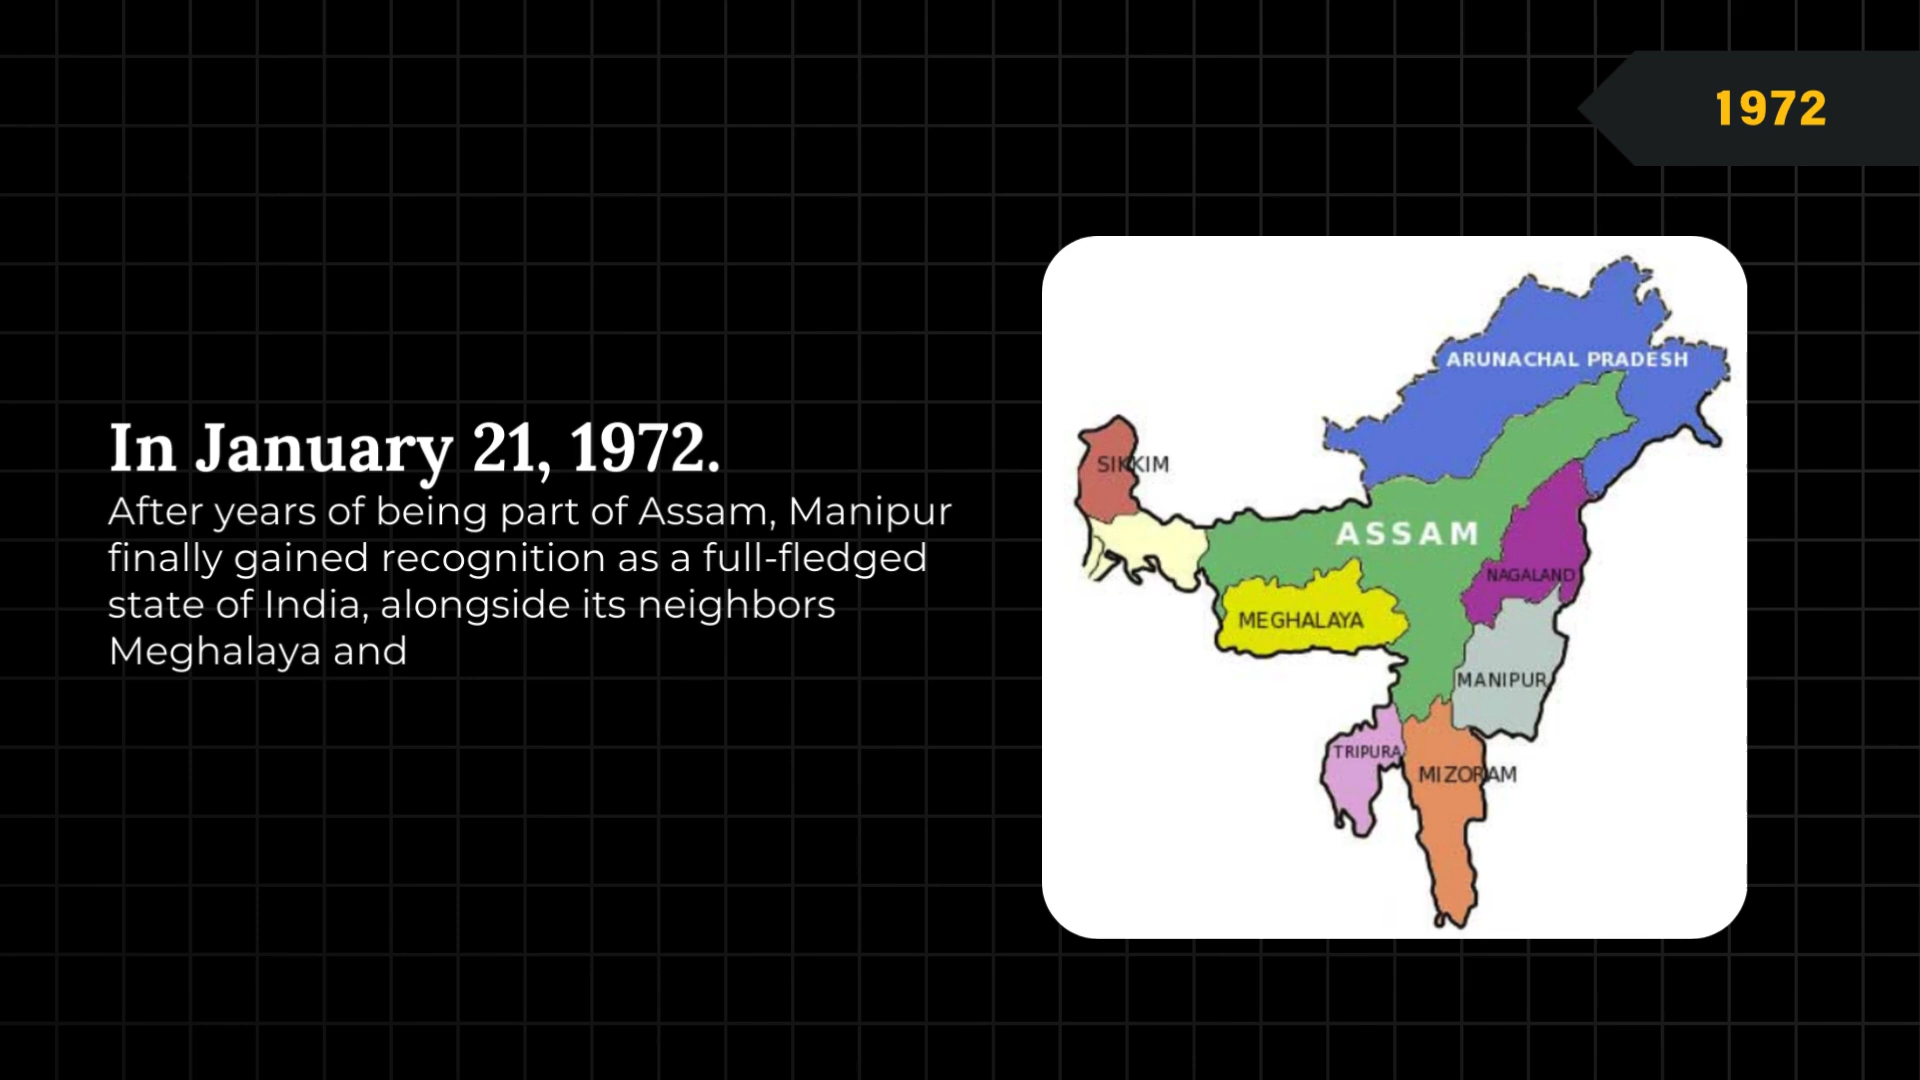 1972
In January 21, 1972.
After years of being part of Assam, Manipur
finally gained recognition as a full-fledged
state of India, alongside its neighbors
Meghalaya and
ARUNACHAL PRADESH
SIKKIM
ASSAM
NAGALAND
MEGHALAYA
MANIPUR
TRIPURA
MIZORAM